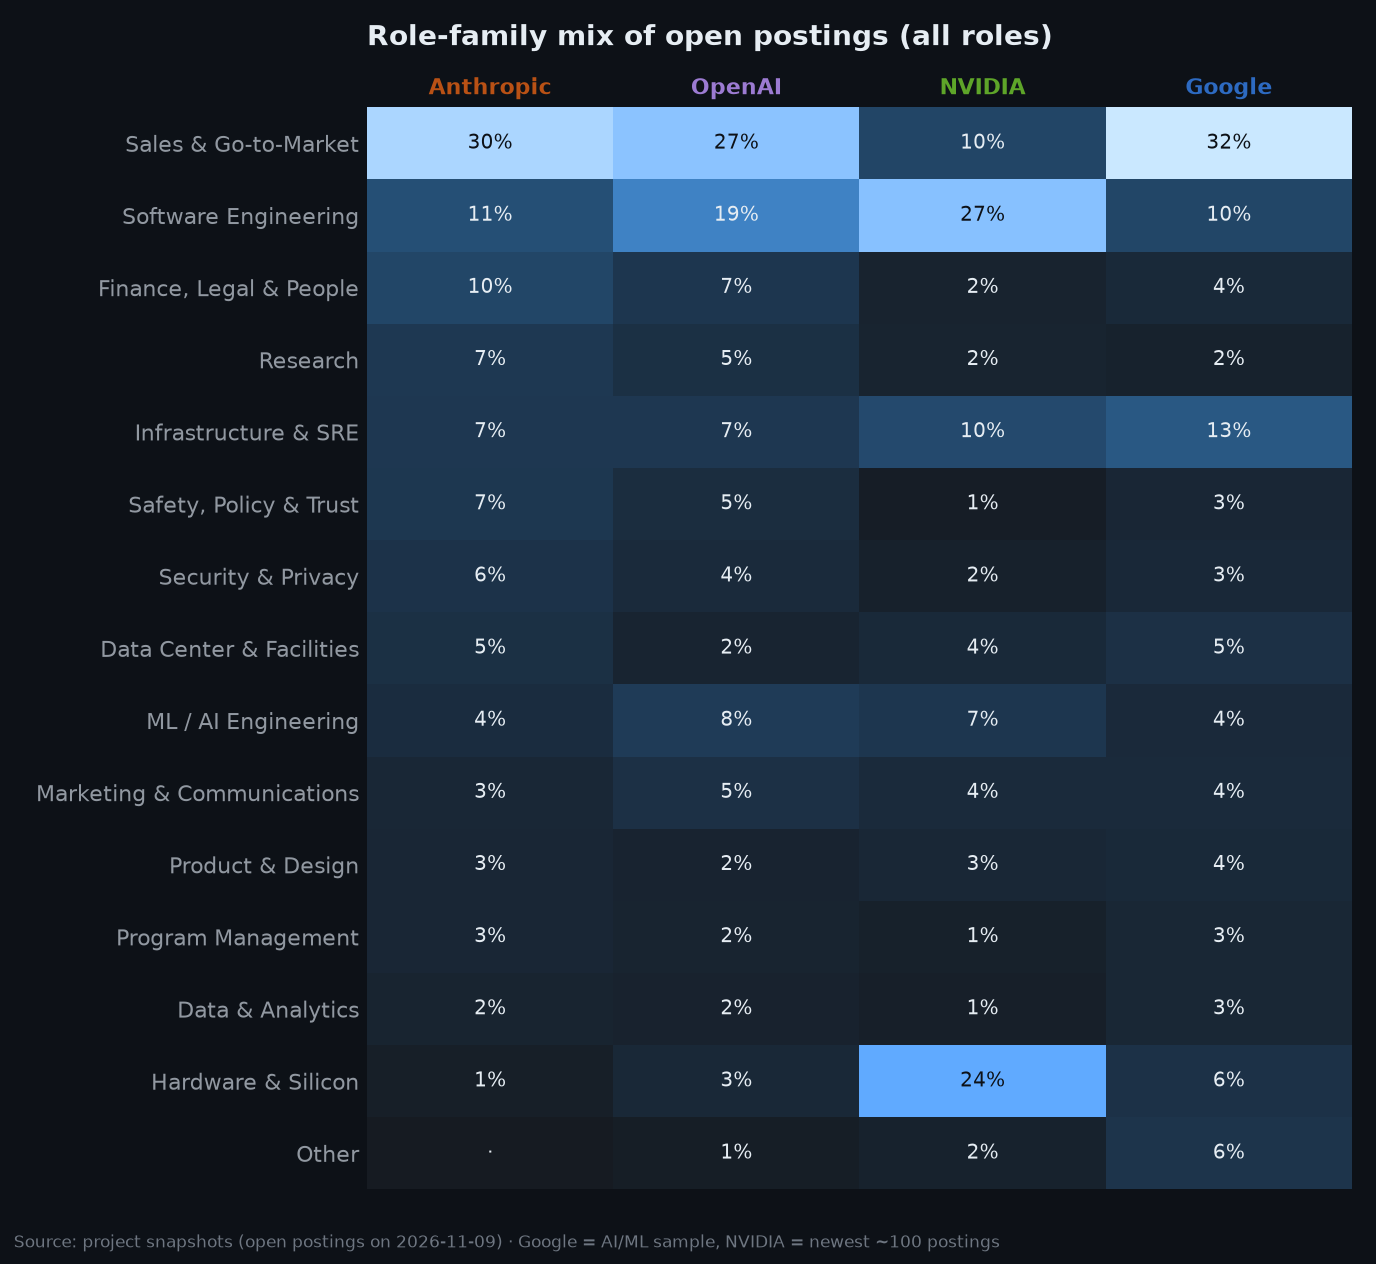 Role-family mix of open postings (all roles)
Anthropic OpenAI NVIDIA Google
Sales & Go-to-Market 30% 27% 10% 32%
Software Engineering 11% 19% 27% 10%
Finance, Legal & People 10% 7% 2% 4%
Research 7% 5% 2% 2%
Infrastructure & SRE 7% 7% 10% 13%
Safety, Policy & Trust 7% 5% 1% 3%
Security & Privacy 6% 4% 2% 3%
Data Center & Facilities 5% 2% 4% 5%
ML / AI Engineering 4% 8% 7% 4%
Marketing & Communications 3% 5% 4% 4%
Product & Design 3% 2% 3% 4%
Program Management 3% 2% 1% 3%
Data & Analytics 2% 2% 1% 3%
Hardware & Silicon 1% 3% 24% 6%
Other · 1% 2% 6%
Source: project snapshots (open postings on 2026-11-09) · Google = AI/ML sample, NVIDIA = newest ~100 postings